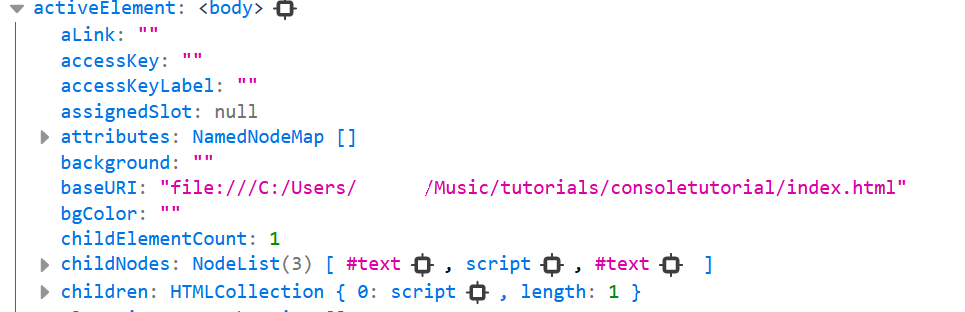 activeElement: <body>
aLink: ""
accessKey: ""
accessKeyLabel: ""
assignedSlot: null
attributes: NamedNodeMap []
background: ""
baseURI: "file:///C:/Users/ /Music/tutorials/consoletutorial/index.html"
bgColor: ""
childElementCount: 1
childNodes: NodeList(3) [ #text , script , #text ]
children: HTMLCollection { 0: script , length: 1 }